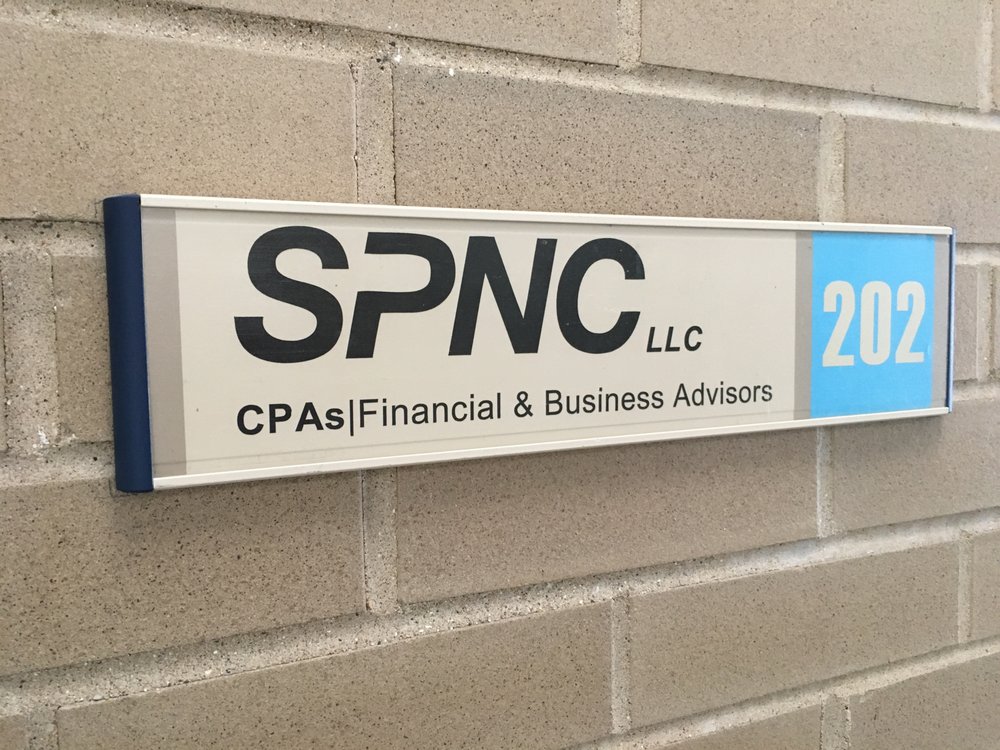 SPNC LLC
CPAs|Financial & Business Advisors
202